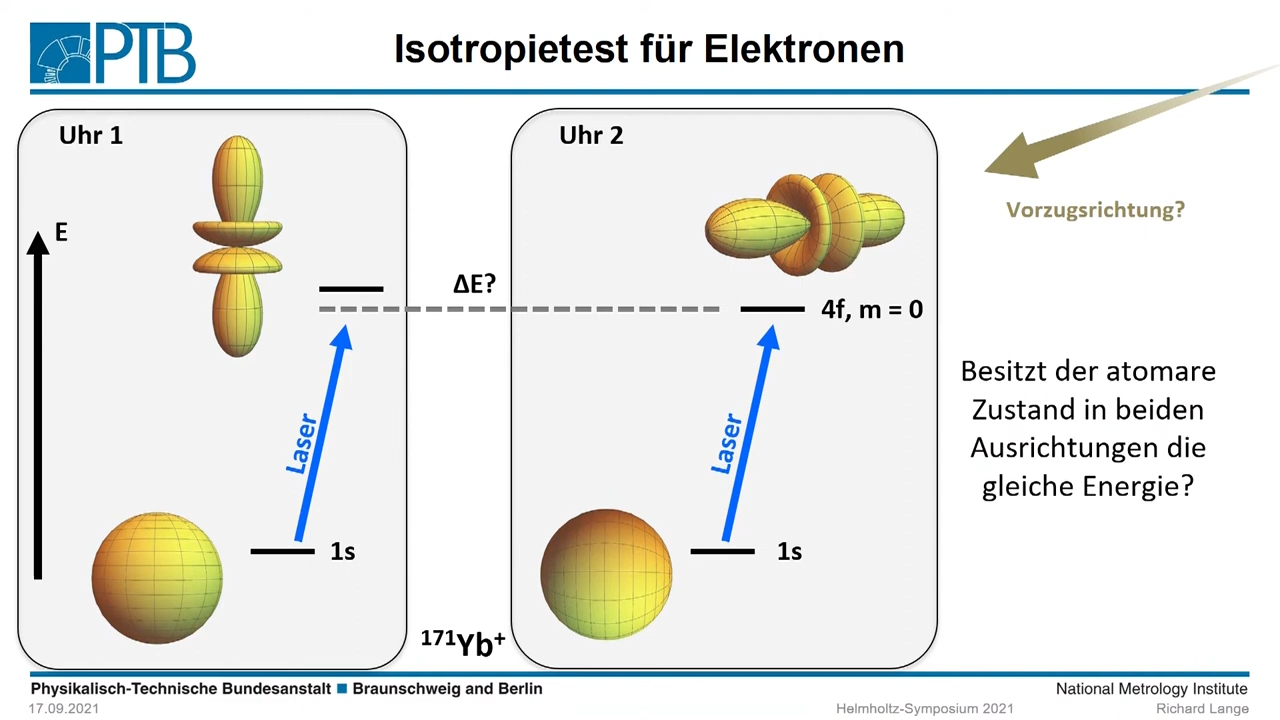 PTB
Isotropietest für Elektronen
Uhr 1
E
Laser
1s
ΔE?
171Yb+
Uhr 2
4f, m = 0
Laser
1s
Vorzugsrichtung?
Besitzt der atomare
Zustand in beiden
Ausrichtungen die
gleiche Energie?
Physikalisch-Technische Bundesanstalt ■ Braunschweig and Berlin
National Metrology Institute
17.09.2021
Helmholtz-Symposium 2021
Richard Lange